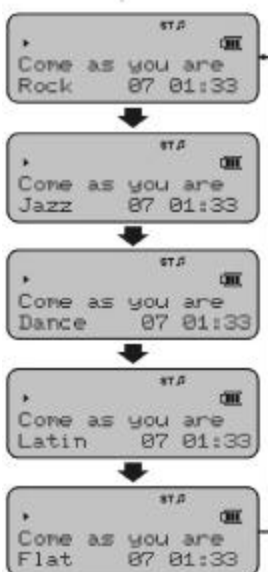 ST♫
Come as you are
Rock 07 01:33
ST♫
Come as you are
Jazz 07 01:33
ST♫
Come as you are
Dance 07 01:33
ST♫
Come as you are
Latin 07 01:33
ST♫
Come as you are
Flat 07 01:33